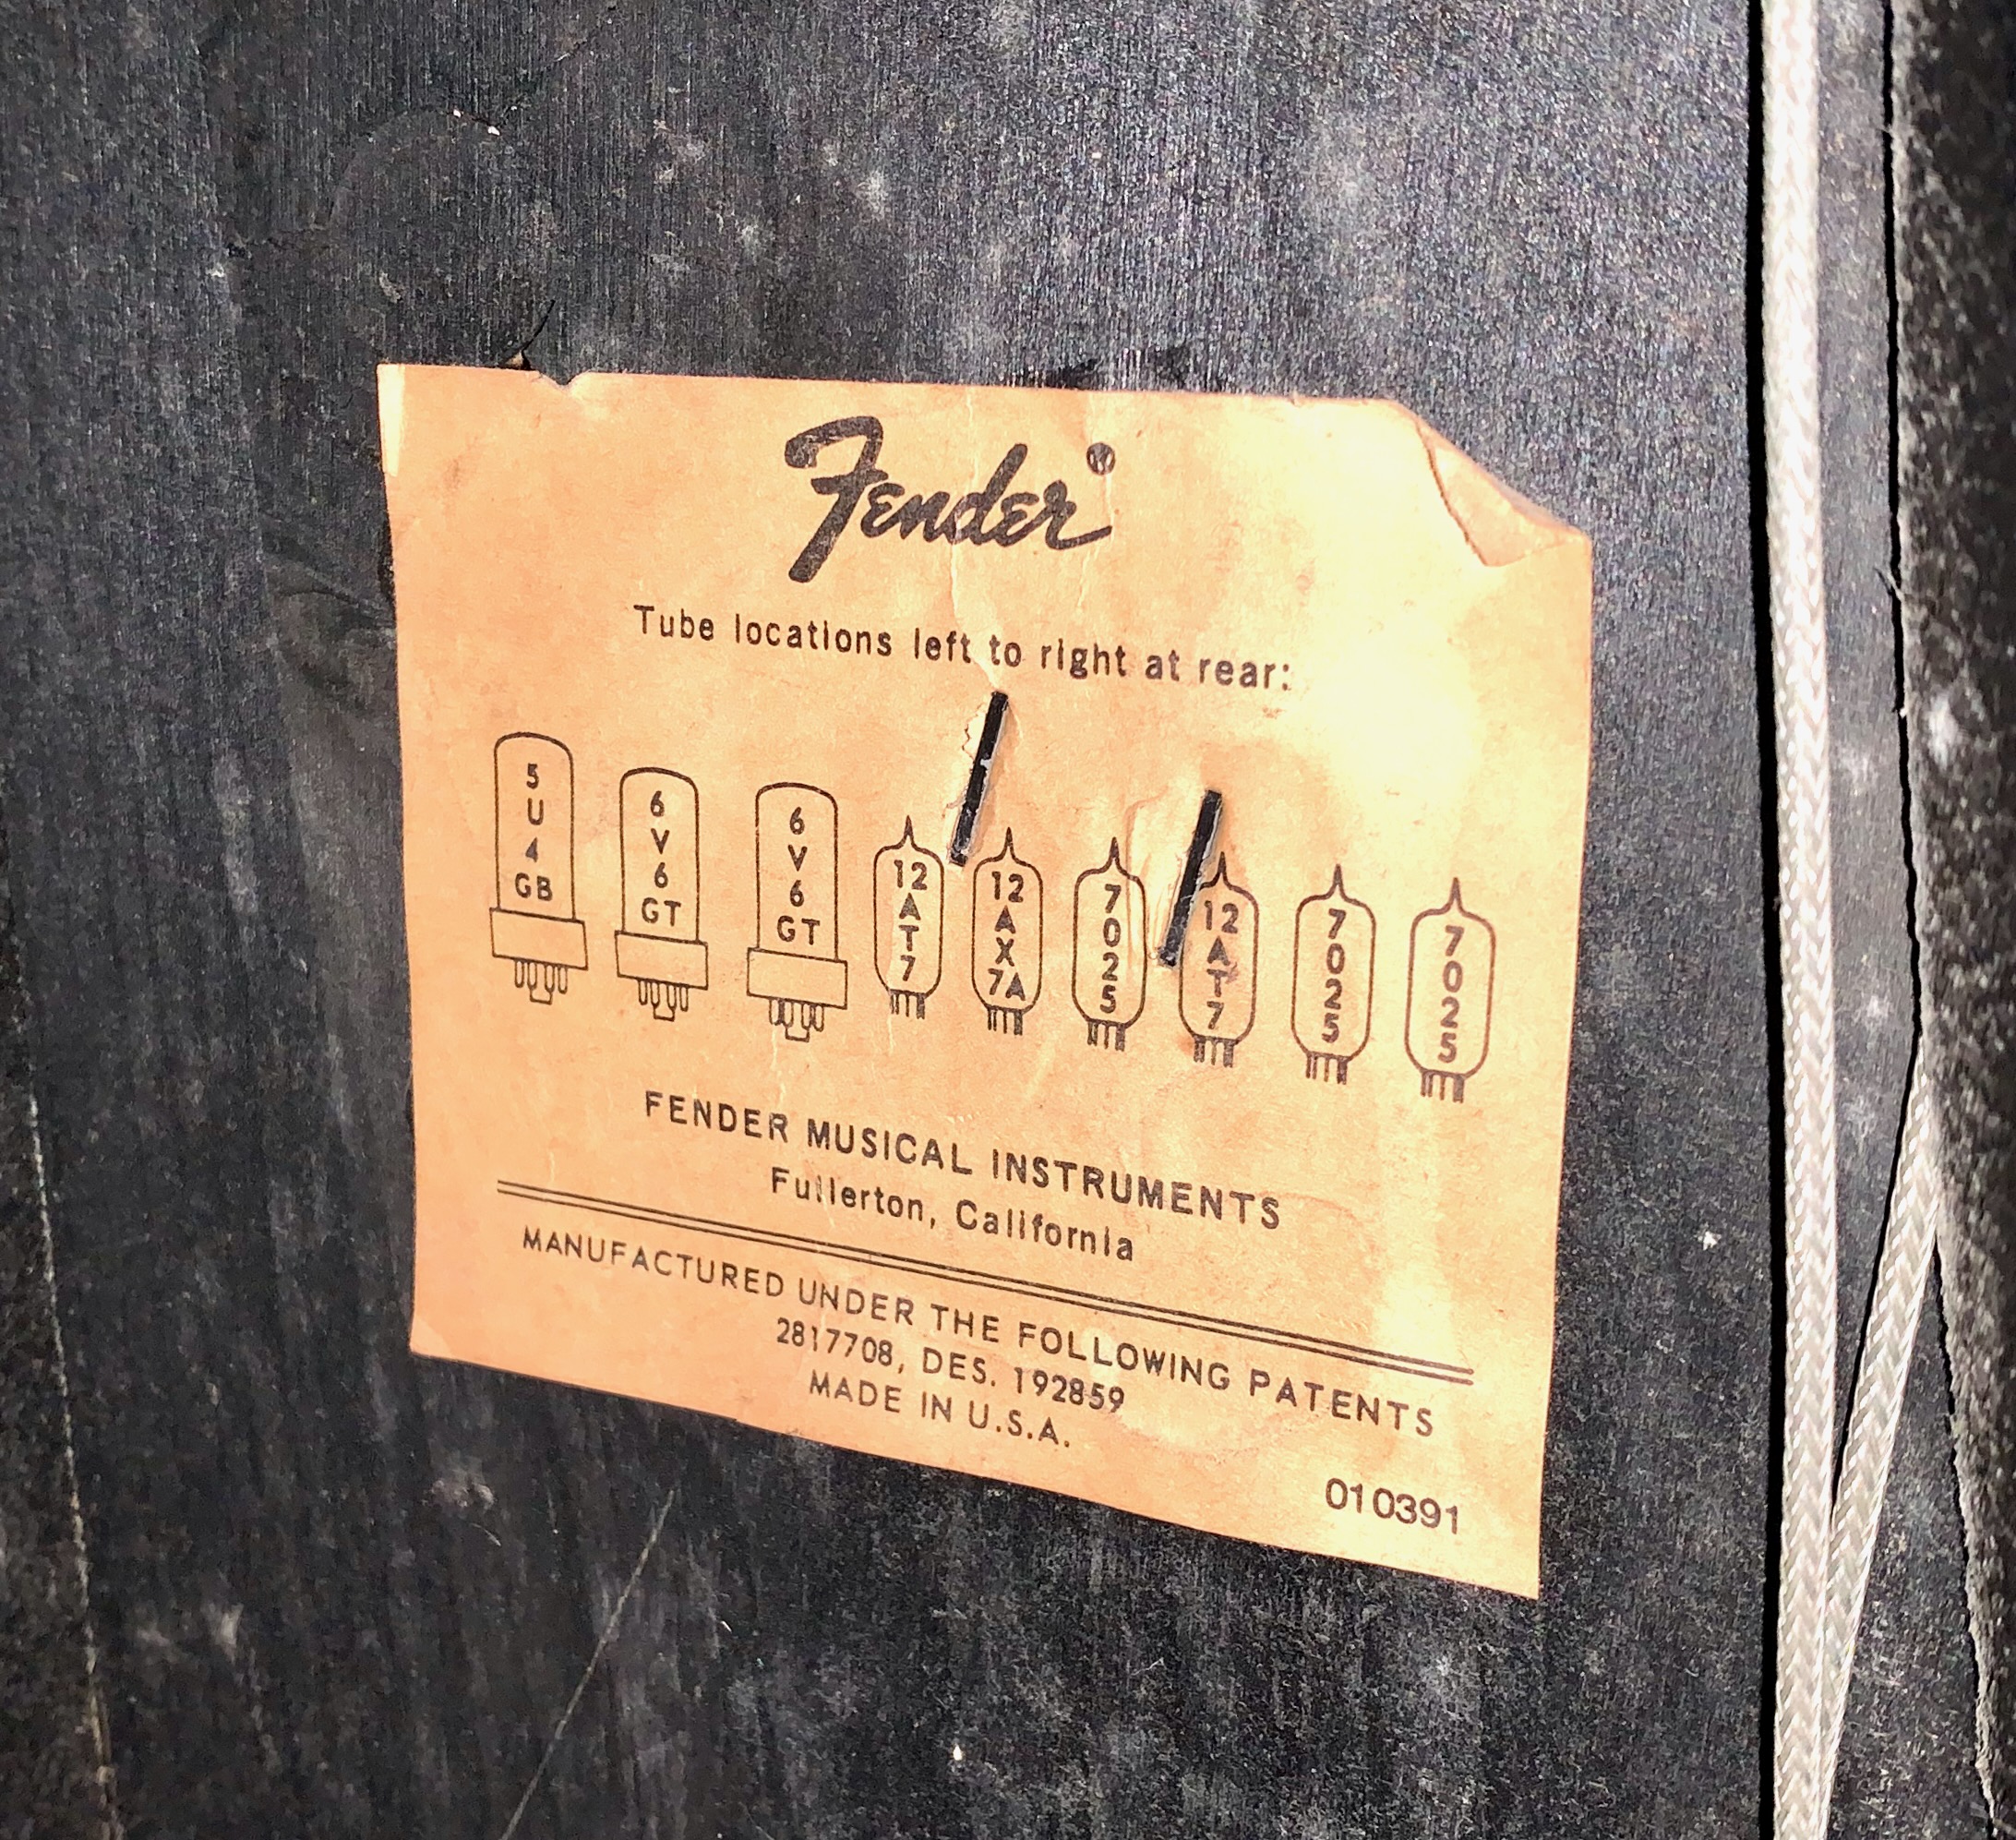 Fender®
Tube locations left to right at rear:
5U4GB 6V6GT 6V6GT 12AT7 12AX7A 7025 12AT7 7025 7025
FENDER MUSICAL INSTRUMENTS
Fullerton, California
MANUFACTURED UNDER THE FOLLOWING PATENTS
2817708, DES. 192859
MADE IN U.S.A.
010391